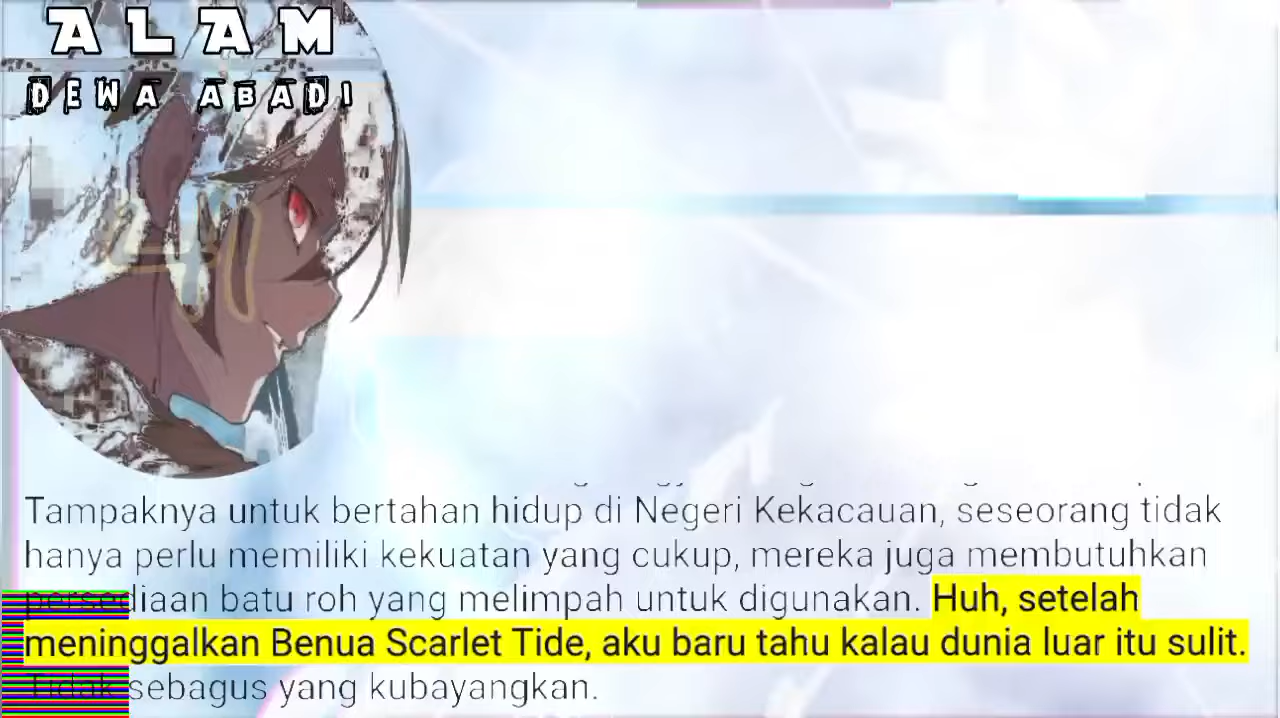 ALAM
DEWA ABADI
Tampaknya untuk bertahan hidup di Negeri Kekacauan, seseorang tidak
hanya perlu memiliki kekuatan yang cukup, mereka juga membutuhkan
persediaan batu roh yang melimpah untuk digunakan. Huh, setelah
meninggalkan Benua Scarlet Tide, aku baru tahu kalau dunia luar itu sulit.
Tidak sebagus yang kubayangkan.